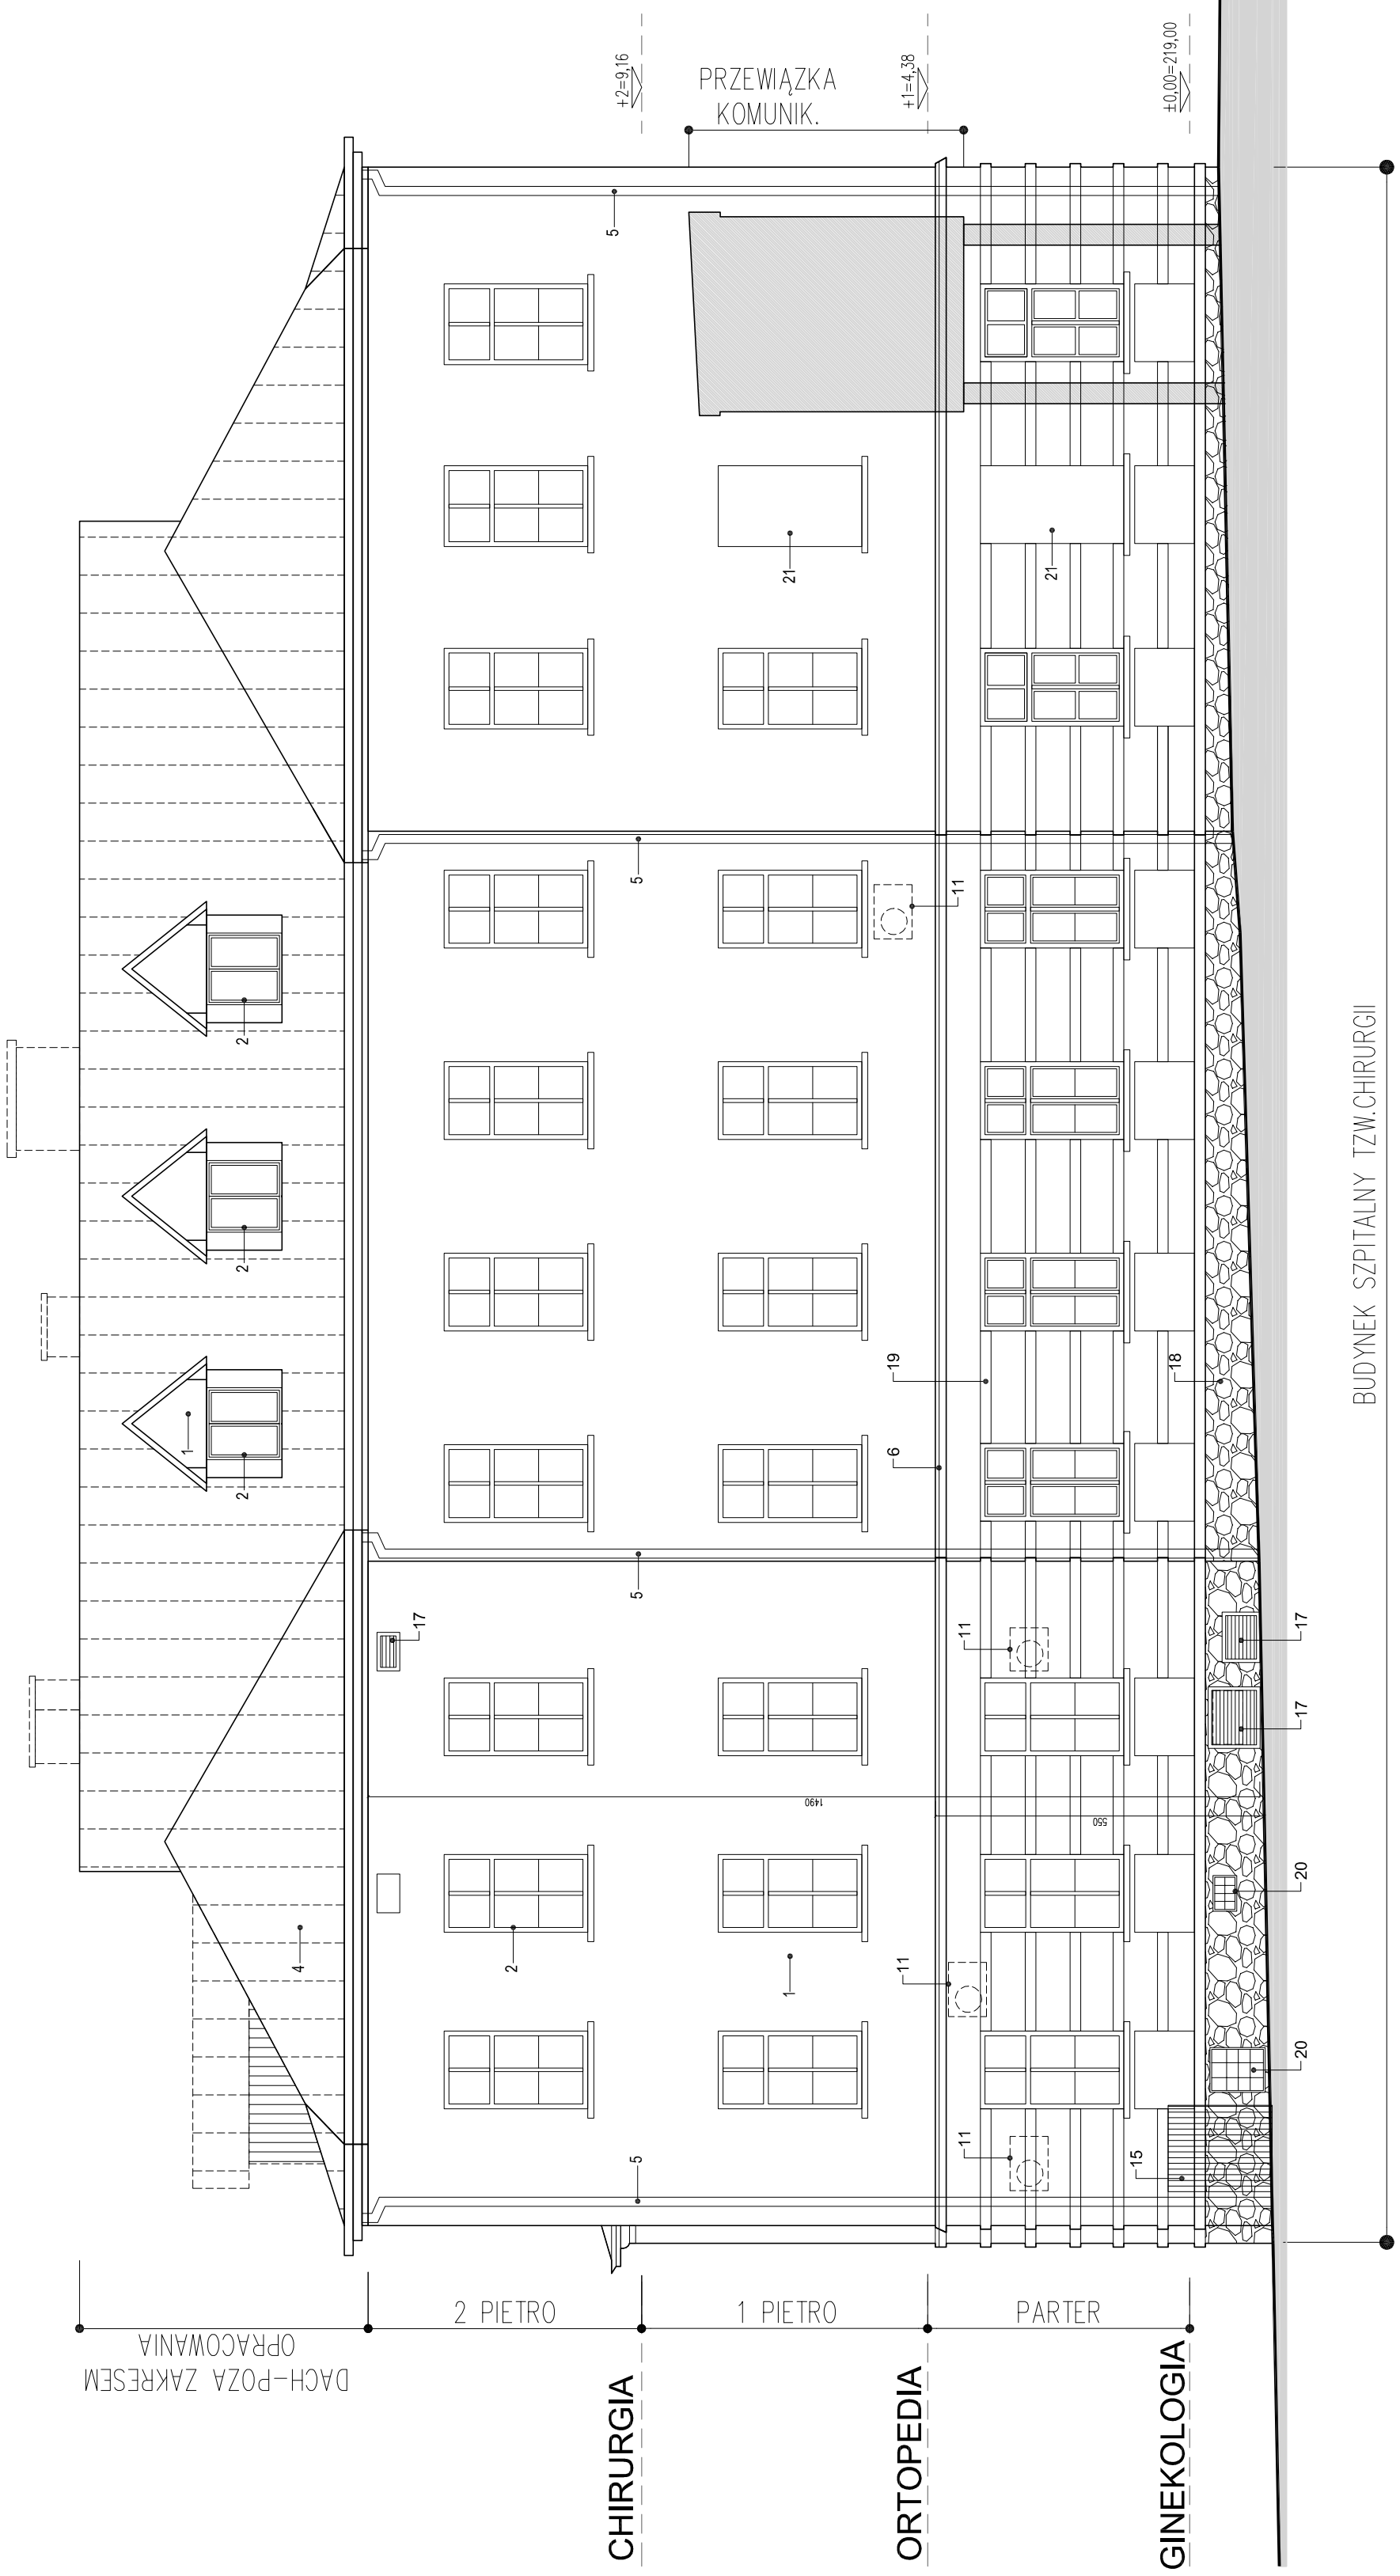 DACH-POZA ZAKRESEM
OPRACOWANIA
1
2
2
2
4
17
2 PIETRO
2
5
CHIRURGIA
+2=9,16
5
5
5
PRZEWIĄZKA
KOMUNIK.
1 PIETRO
1
21
1490
6
19
ORTOPEDIA
11
+1=4,38
11
11
11
PARTER
21
550
15
18
GINEKOLOGIA
±0,00=219,00
20
20
17
17
BUDYNEK SZPITALNY TZW.CHIRURGII